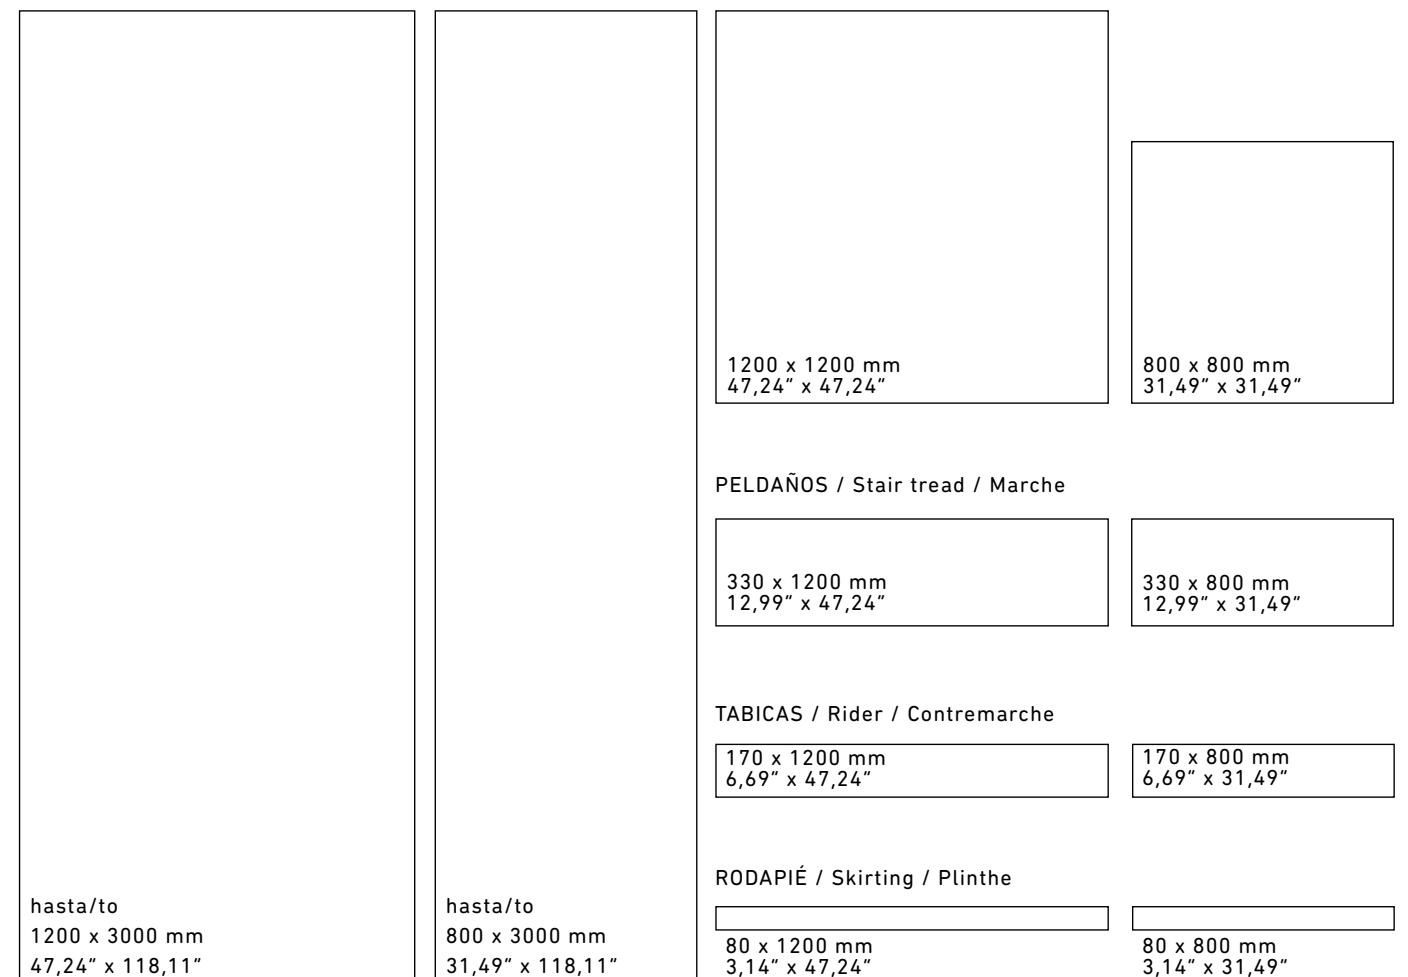 hasta/to
1200 x 3000 mm
47,24” x 118,11”
hasta/to
800 x 3000 mm
31,49” x 118,11”
1200 x 1200 mm
47,24” x 47,24”
800 x 800 mm
31,49” x 31,49”
PELDAÑOS / Stair tread / Marche
330 x 1200 mm
12,99” x 47,24”
330 x 800 mm
12,99” x 31,49”
TABICAS / Rider / Contremarche
170 x 1200 mm
6,69” x 47,24”
170 x 800 mm
6,69” x 31,49”
RODAPIÉ / Skirting / Plinthe
80 x 1200 mm
3,14” x 47,24”
80 x 800 mm
3,14” x 31,49”